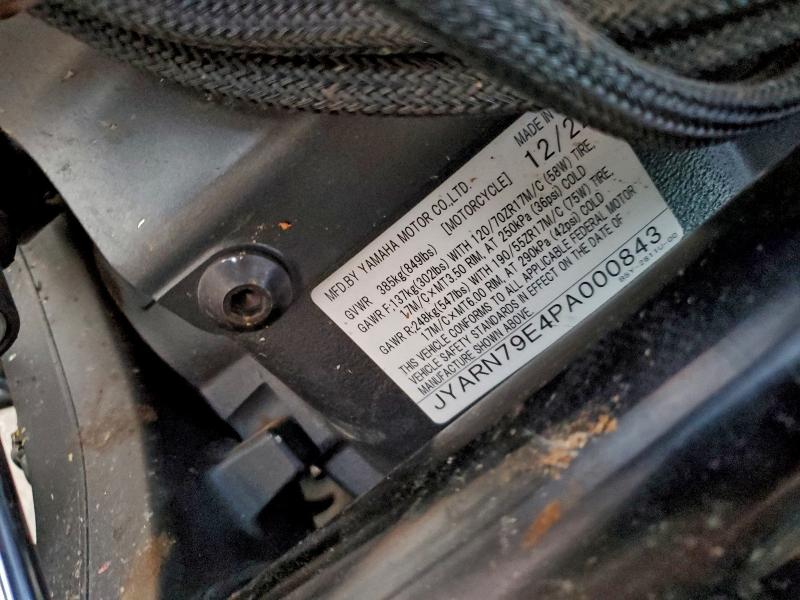 MFD.BY YAMAHA MOTOR CO.,LTD. MADE IN
[MOTORCYCLE] 12/2
GVWR 385kg(849lbs)
GAWR F-137kg(302lbs) WITH 120/70ZR17M/C (58W) TIRE,
17M/C×MT3.50 RIM, AT 250kPa (36psi) COLD
GAWR R-248kg(547lbs) WITH 190/55ZR17M/C (75W) TIRE,
17M/C×MT6.00 RIM, AT 290kPa (42psi) COLD
THIS VEHICLE CONFORMS TO ALL APPLICABLE FEDERAL MOTOR
VEHICLE SAFETY STANDARDS IN EFFECT ON THE DATE OF
MANUFACTURE SHOWN ABOVE.
JYARN79E4PA000843